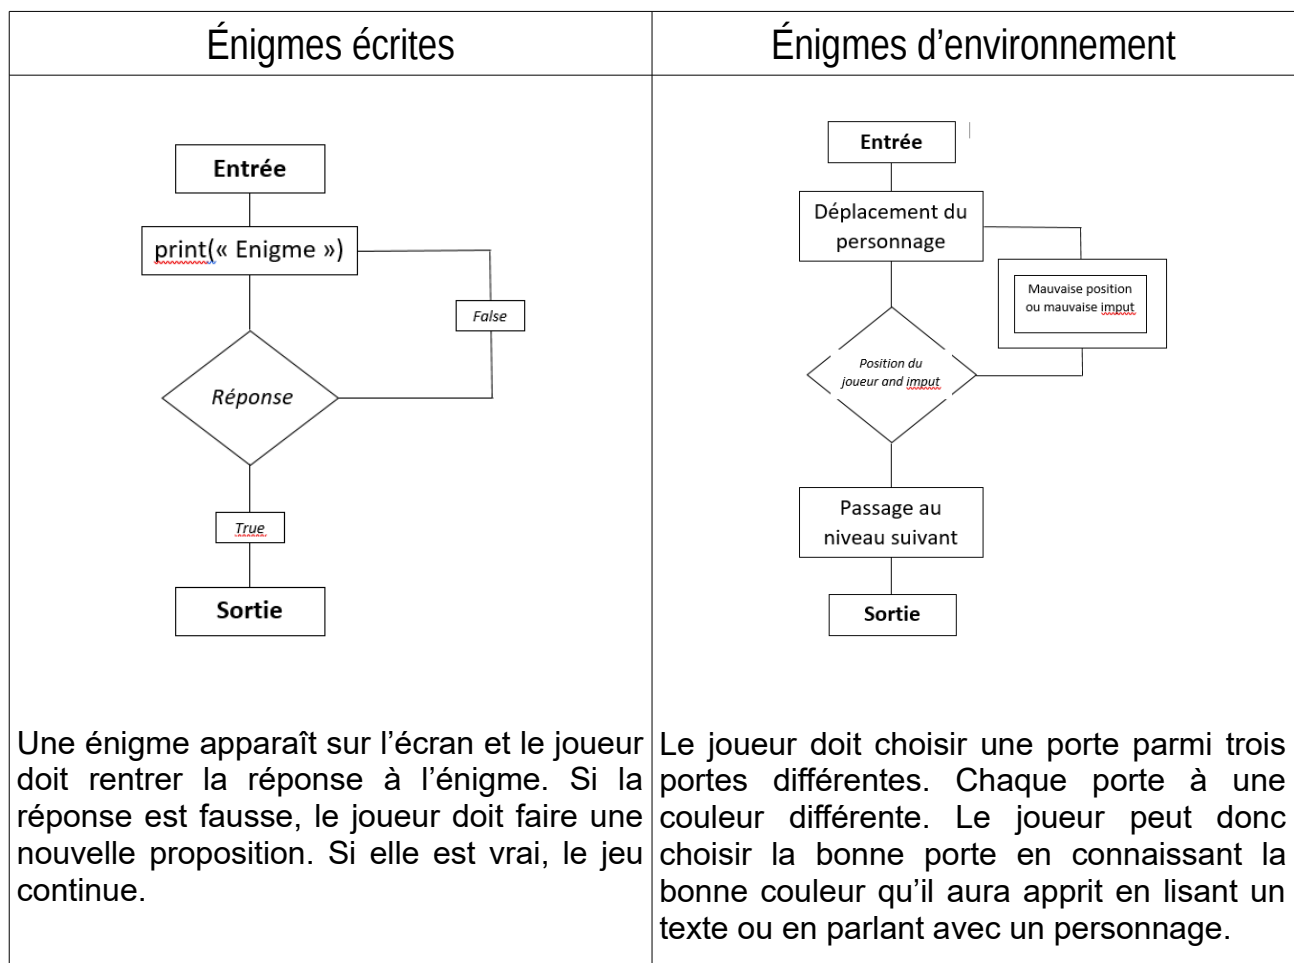 Énigmes écrites
Entrée
print(« Enigme »)
False
Réponse
True
Sortie
Une énigme apparaît sur l’écran et le joueur
doit rentrer la réponse à l’énigme. Si la
réponse est fausse, le joueur doit faire une
nouvelle proposition. Si elle est vrai, le jeu
continue.
Énigmes d’environnement
Entrée
Déplacement du
personnage
Mauvaise position
ou mauvaise imput
Position du
joueur and imput
Passage au
niveau suivant
Sortie
Le joueur doit choisir une porte parmi trois
portes différentes. Chaque porte à une
couleur différente. Le joueur peut donc
choisir la bonne porte en connaissant la
bonne couleur qu’il aura apprit en lisant un
texte ou en parlant avec un personnage.